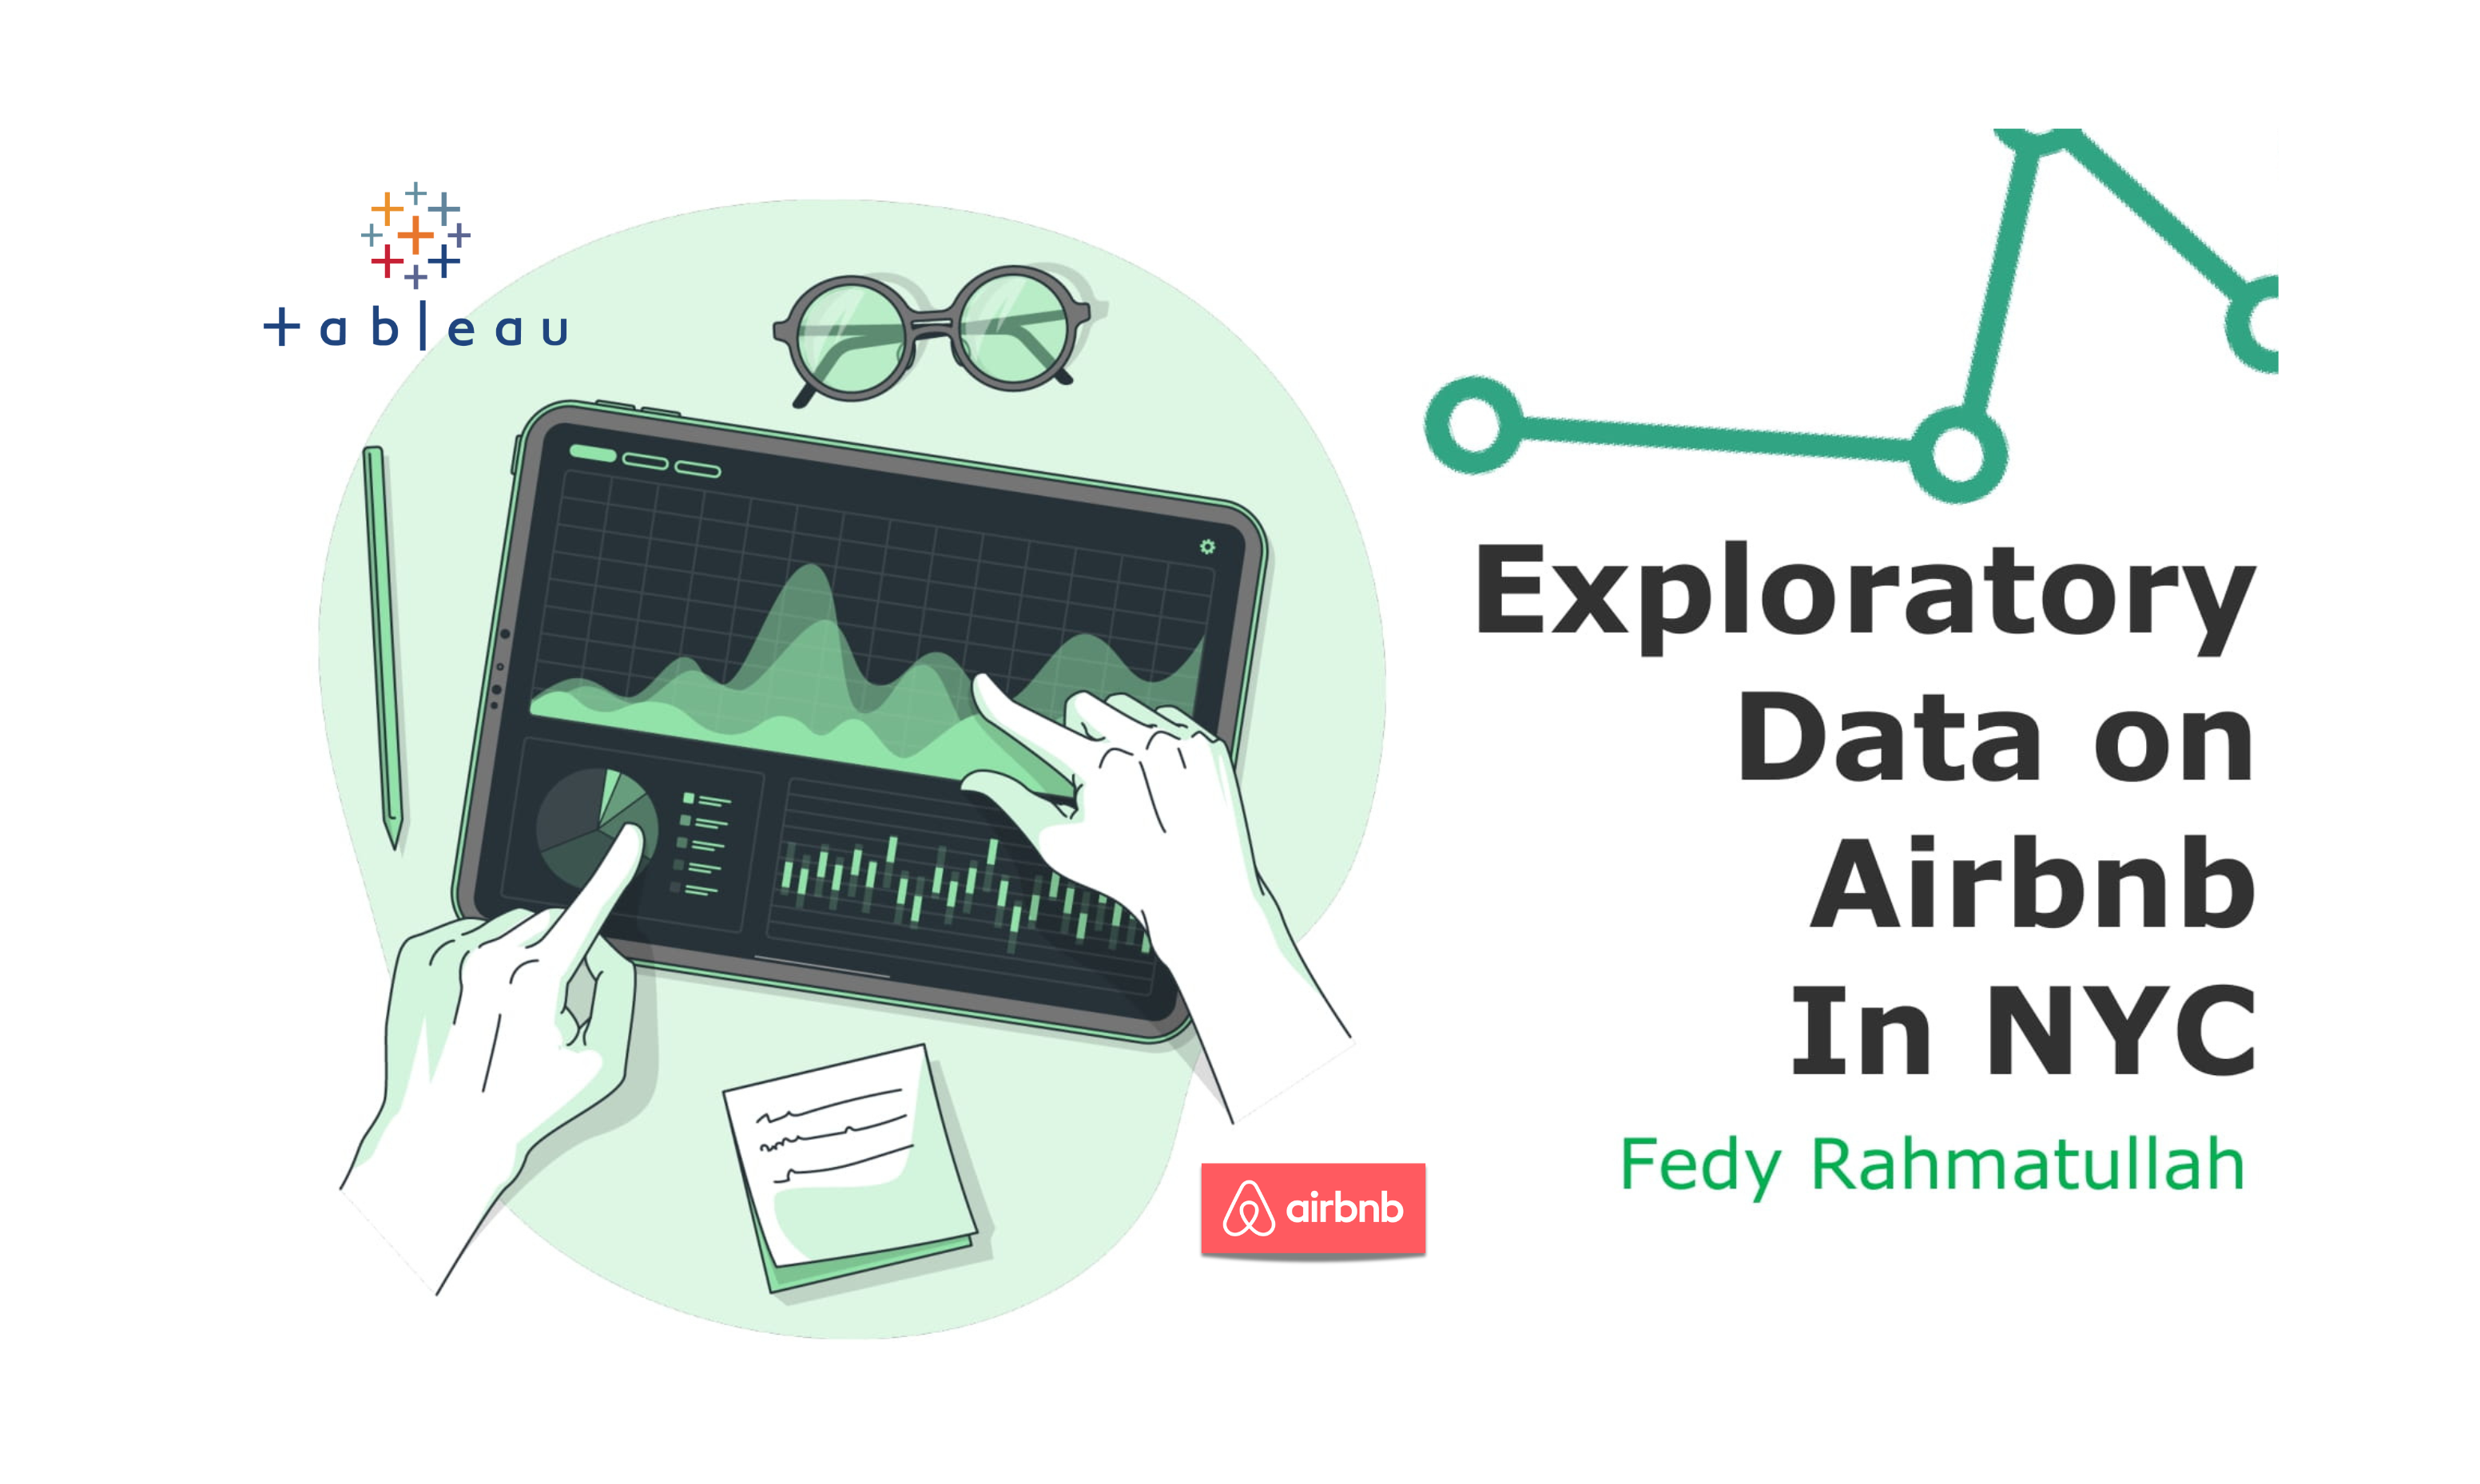 tableau
Exploratory
Data on
Airbnb
In NYC
Fedy Rahmatullah
airbnb